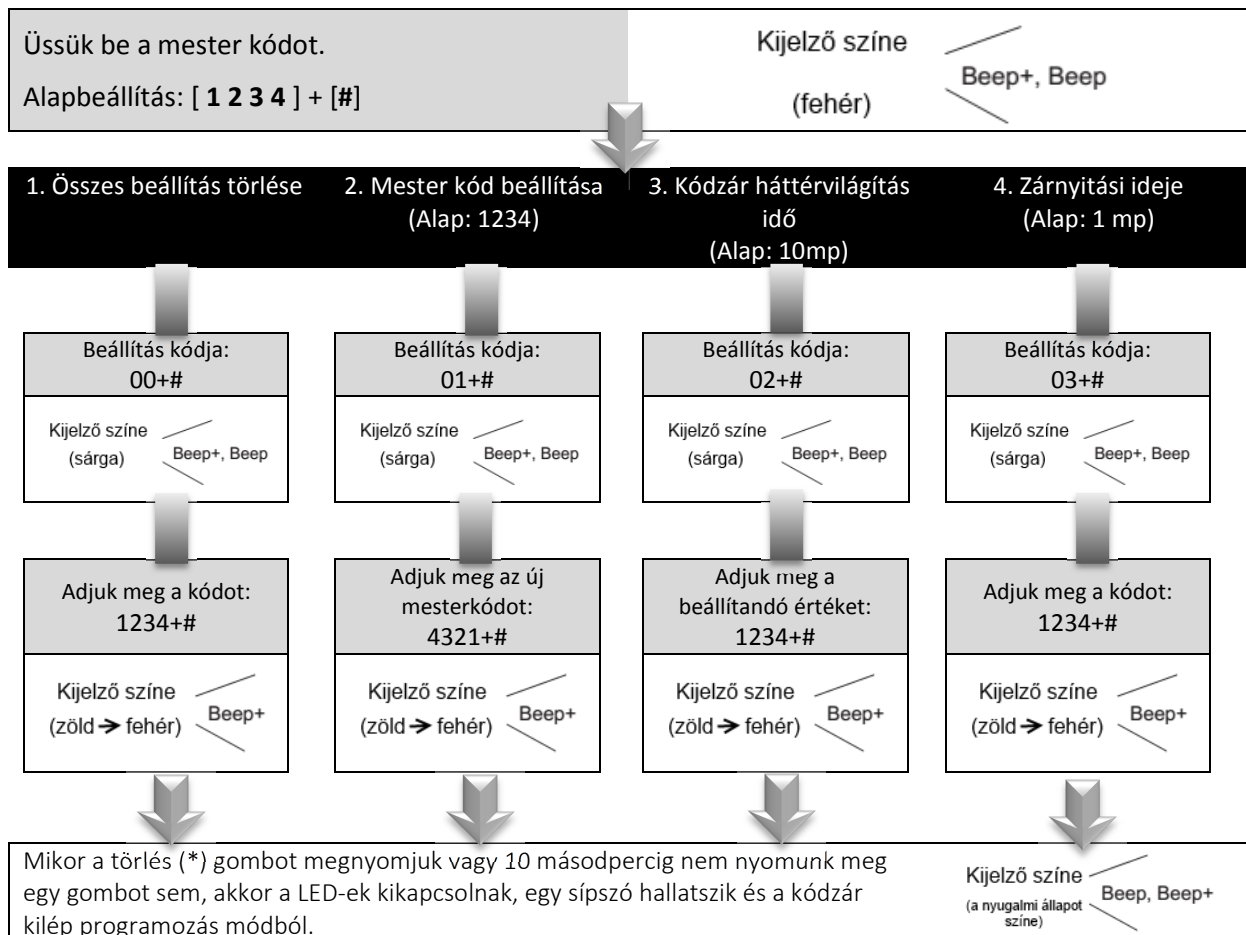 Üssük be a mester kódot.
Alapbeállítás: [ 1 2 3 4 ] + [#]
Kijelző színe
(fehér)
Beep+, Beep
1. Összes beállítás törlése
2. Mester kód beállítása
(Alap: 1234)
3. Kódzár háttérvilágítás
idő
(Alap: 10mp)
4. Zárnyitási ideje
(Alap: 1 mp)
Beállítás kódja:
00+#
Kijelző színe
(sárga)
Beep+, Beep
Beállítás kódja:
01+#
Kijelző színe
(sárga)
Beep+, Beep
Beállítás kódja:
02+#
Kijelző színe
(sárga)
Beep+, Beep
Beállítás kódja:
03+#
Kijelző színe
(sárga)
Beep+, Beep
Adjuk meg a kódot:
1234+#
Kijelző színe
(zöld ➔ fehér)
Beep+
Adjuk meg az új
mesterkódot:
4321+#
Kijelző színe
(zöld ➔ fehér)
Beep+
Adjuk meg a
beállítandó értéket:
1234+#
Kijelző színe
(zöld ➔ fehér)
Beep+
Adjuk meg a kódot:
1234+#
Kijelző színe
(zöld ➔ fehér)
Beep+
Mikor a törlés (*) gombot megnyomjuk vagy 10 másodpercig nem nyomunk meg
egy gombot sem, akkor a LED-ek kikapcsolnak, egy sípszó hallatszik és a kódzár
kilép programozás módból.
Kijelző színe
(a nyugalmi állapot
színe)
Beep, Beep+